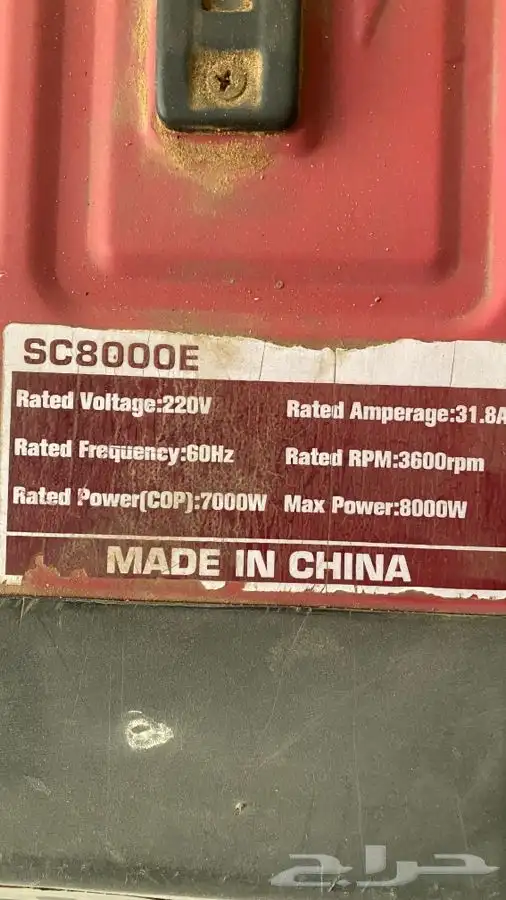 SC8000E
Rated Voltage:220V Rated Amperage:31.8A
Rated Frequency:60Hz Rated RPM:3600rpm
Rated Power(COP):7000W Max Power:8000W
MADE IN CHINA
حراج